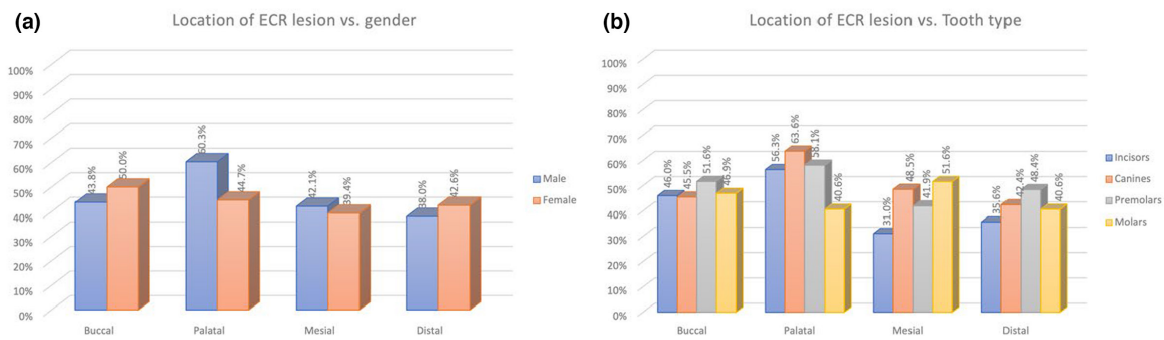 (a)
Location of ECR lesion vs. gender
100%
90%
80%
70%
60%
50%
40%
30%
20%
10%
0%
43.8%
50.0%
60.3%
44.7%
42.1%
39.4%
38.0%
42.6%
Buccal
Palatal
Mesial
Distal
Male
Female
(b)
Location of ECR lesion vs. Tooth type
100%
90%
80%
70%
60%
50%
40%
30%
20%
10%
0%
46.0%
45.5%
51.6%
46.9%
56.3%
63.6%
58.1%
40.6%
31.0%
48.5%
41.9%
51.6%
35.6%
42.4%
48.4%
40.6%
Buccal
Palatal
Mesial
Distal
Incisors
Canines
Premolars
Molars